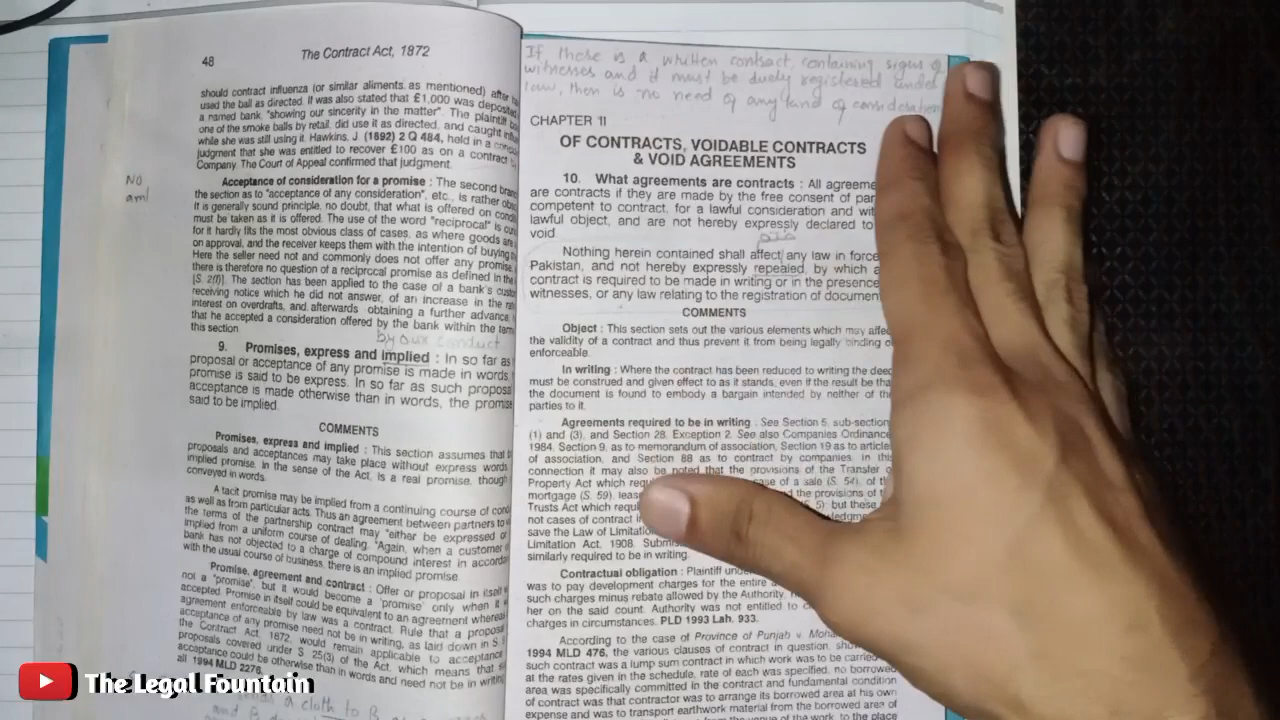 48
The Contract Act, 1872
should contract influenza (or similar aliments as mentioned) after
used the ball as directed. It was also stated that £1,000 was deposited
a named bank, "showing our sincerity in the matter". The plaintiff
one of the smoke balls by retail, did use it as directed, and caught
while she was still using it. Hawkins, J. (1892) 2 Q 484, held in a
judgment that she was entitled to recover £100 as on a contract
Company. The Court of Appeal confirmed that judgment.
No
Acceptance of consideration for a promise : The second
the section as to "acceptance of any consideration", etc., is rather
It is generally sound principle, no doubt, that what is offered on
must be taken as it is offered. The use of the word "reciprocal" is
for it hardly fits the most obvious class of cases, as where goods are
on approval, and the receiver keeps them with the intention of buying
Here the seller need not and commonly does not offer any promise,
there is therefore no question of a reciprocal promise as defined in the
[S. 2(f)]. The section has been applied to the case of a bank's
receiving notice which he did not answer, of an increase in the
interest on overdrafts, and afterwards obtaining a further advance,
that he accepted a consideration offered by the bank within the
this section.
by our conduct
9. Promises, express and implied : In so far as
proposal or acceptance of any promise is made in words,
promise is said to be express. In so far as such
acceptance is made otherwise than in words, the
said to be implied.
COMMENTS
Promises, express and implied : This section assumes that
proposals and acceptances may take place without express words
implied promise, in the sense of the Act, is a real promise, though
conveyed in words.
A tacit promise may be implied from a continuing course of
as well as from particular acts. Thus an agreement between partners to
the terms of the partnership contract may "either be expressed or
implied from a uniform course of dealing. "Again, when a customer
bank has not objected to a charge of compound interest in
with the usual course of business, there is an implied promise.
Promise, agreement and contract : Offer or proposal in itself
not a "promise", but it would become a 'promise' only when
accepted. Promise in itself could be equivalent to an agreement
agreement enforceable by law was a contract. Rule that a proposal
acceptance of any promise need not be in writing, as laid down in S.
the Contract Act, 1872, would remain applicable to acceptance
proposals covered under S. 25(3) of the Act, which means that
acceptance could be otherwise than in words and need not be in
all 1994 MLD 2276.
a cloth to B
and B
If there is a written contract, containing signs of
witnesses and it must be duely registered under
law, then is no need of any kind of consideration
CHAPTER 11
OF CONTRACTS, VOIDABLE CONTRACTS
& VOID AGREEMENTS
10. What agreements are contracts : All
are contracts if they are made by the free consent of
competent to contract, for a lawful consideration and
lawful object, and are not hereby expressly declared to
void.
ختم
Nothing herein contained shall affect any law in force
Pakistan, and not hereby expressly repealed, by which a
contract is required to be made in writing or in the presence
witnesses, or any law relating to the registration of
COMMENTS
Object : This section sets out the various elements which may
the validity of a contract and thus prevent it from being legally binding
enforceable.
In writing : Where the contract has been reduced to writing the deed
must be construed and given effect to as it stands, even if the result be that
the document is found to embody a bargain intended by neither of the
parties to it.
Agreements required to be in writing : See Section 5, sub-section
(1) and (3), and Section 28, Exception 2. See also Companies Ordinance
1984, Section 9, as to memorandum of association, Section 19 as to articles
of association, and Section 88 as to contract by companies. In this
connection it may also be noted that the provisions of the Transfer
Property Act which case of a sale (S. 54), of
mortgage (S. 59), the provisions of
Trusts Act which but these
not cases of contract
save the Law of
Limitation Act, 1908.
similarly required to be in writing.
Contractual obligation : Plaintiff
was to pay development charges for the entire
such charges minus rebate allowed by the Authority,
her on the said count. Authority was not entitled to
charges in circumstances. PLD 1993 Lah. 933.
According to the case of Province of Punjab v.
1994 MLD 476, the various clauses of contract in question,
such contract was a lump sum contract in which work was to be
at the rates given in the schedule, rate of each was specified, no borrowed
area was specifically committed in the contract and fundamental condition
of contract was that contractor was to arrange its borrowed area at his own
expense and was to transport earthwork material from the borrowed area of
the venue of the work, to the place
The Legal Fountain